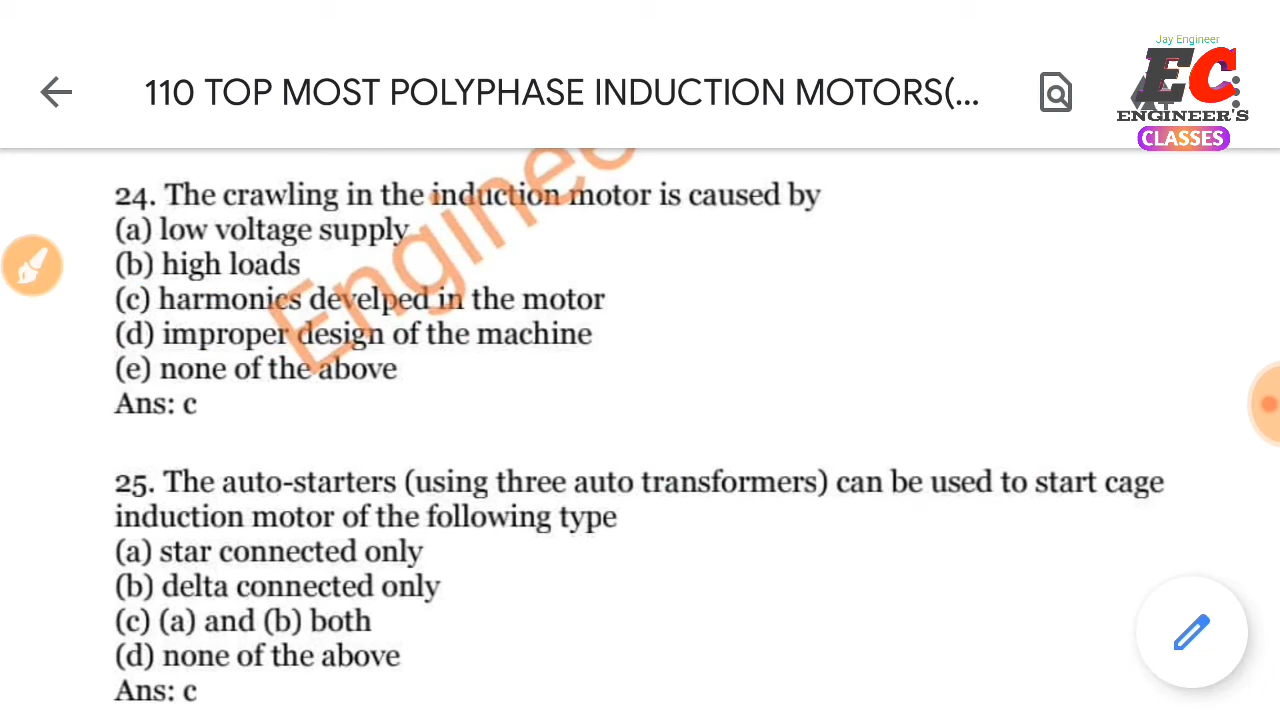 Jay Engineer
110 TOP MOST POLYPHASE INDUCTION MOTORS(...
EC
ENGINEER'S
CLASSES
Enginee
24. The crawling in the induction motor is caused by
(a) low voltage supply
(b) high loads
(c) harmonics develped in the motor
(d) improper design of the machine
(e) none of the above
Ans: c
25. The auto-starters (using three auto transformers) can be used to start cage
induction motor of the following type
(a) star connected only
(b) delta connected only
(c) (a) and (b) both
(d) none of the above
Ans: c